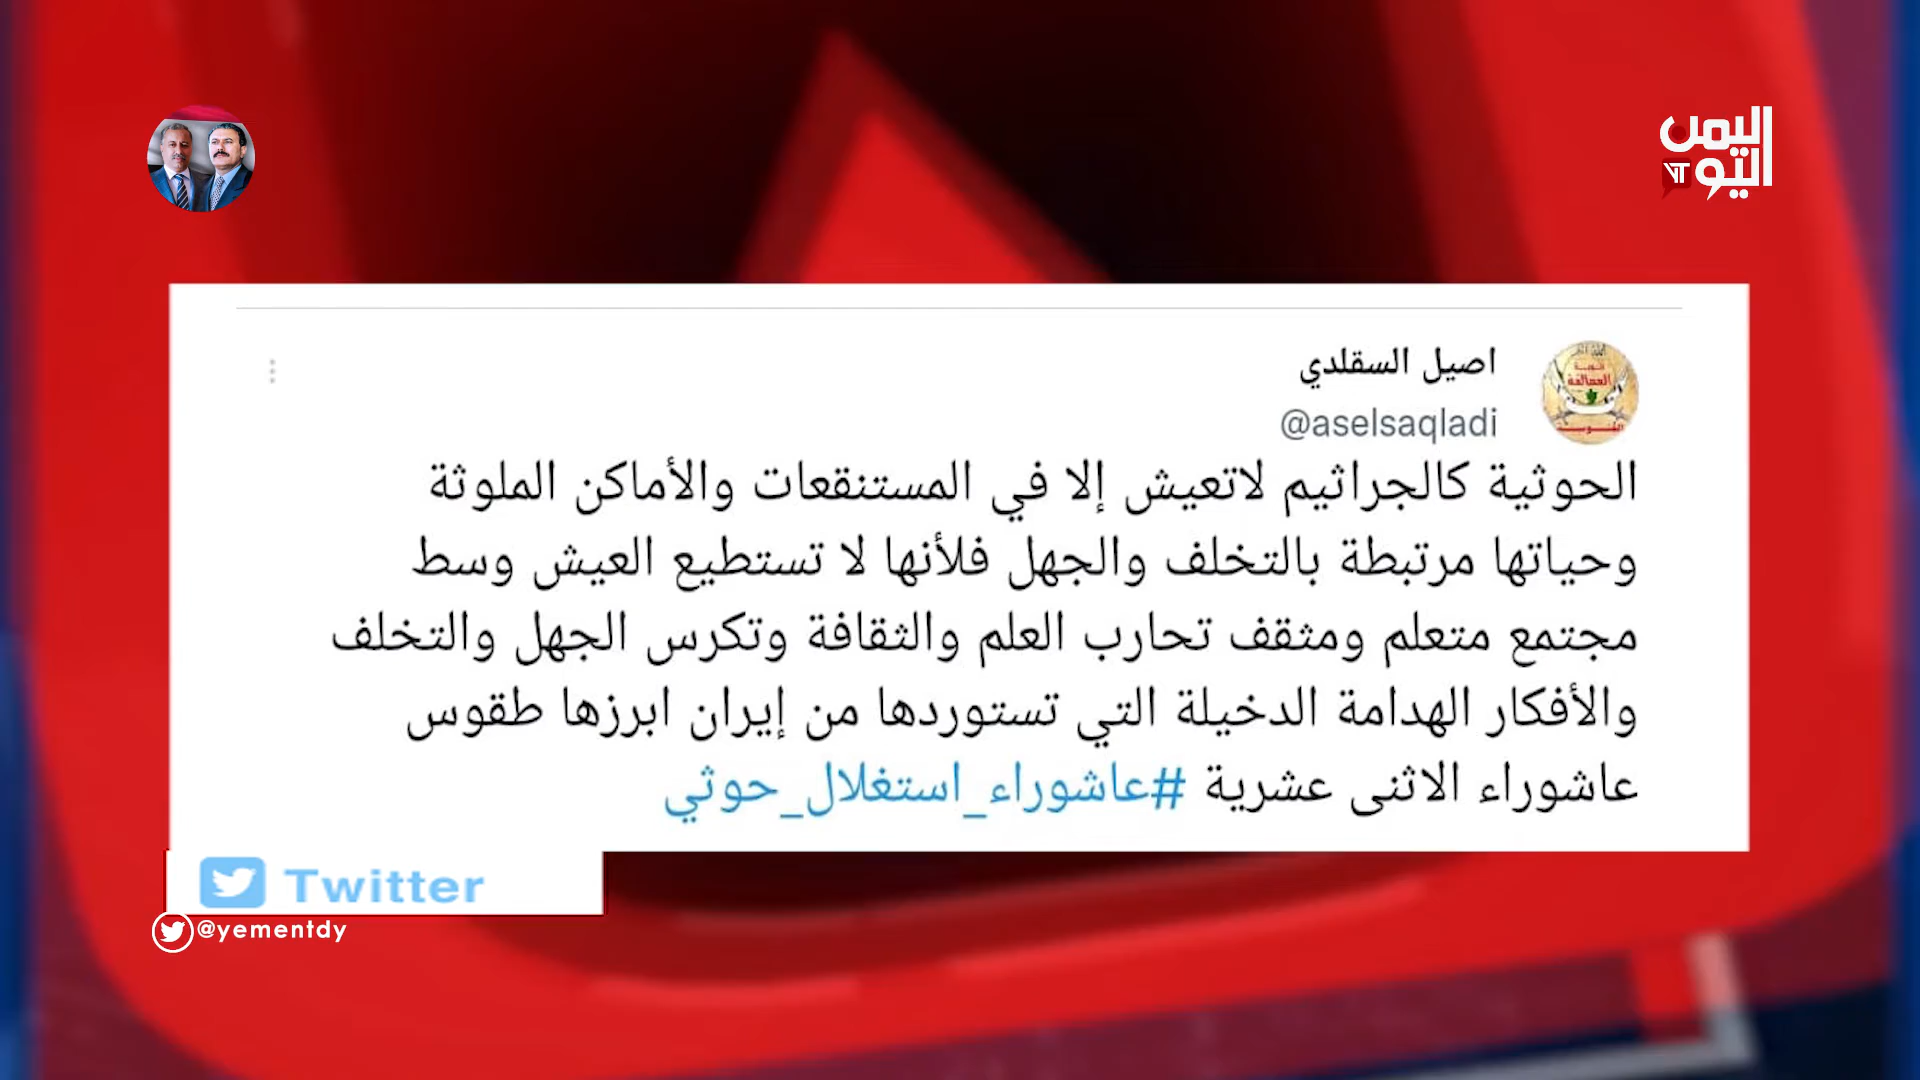 اليمن
اليوم
YT
اصيل السقلدي
@aselsaqladi
العمالقة
الحوثية كالجراثيم لاتعيش إلا في المستنقعات والأماكن الملوثة
وحياتها مرتبطة بالتخلف والجهل فلأنها لا تستطيع العيش وسط
مجتمع متعلم ومثقف تحارب العلم والثقافة وتكرس الجهل والتخلف
والأفكار الهدامة الدخيلة التي تستوردها من إيران ابرزها طقوس
عاشوراء الاثنى عشرية #عاشوراء_استغلال_حوثي
Twitter
@yementdy